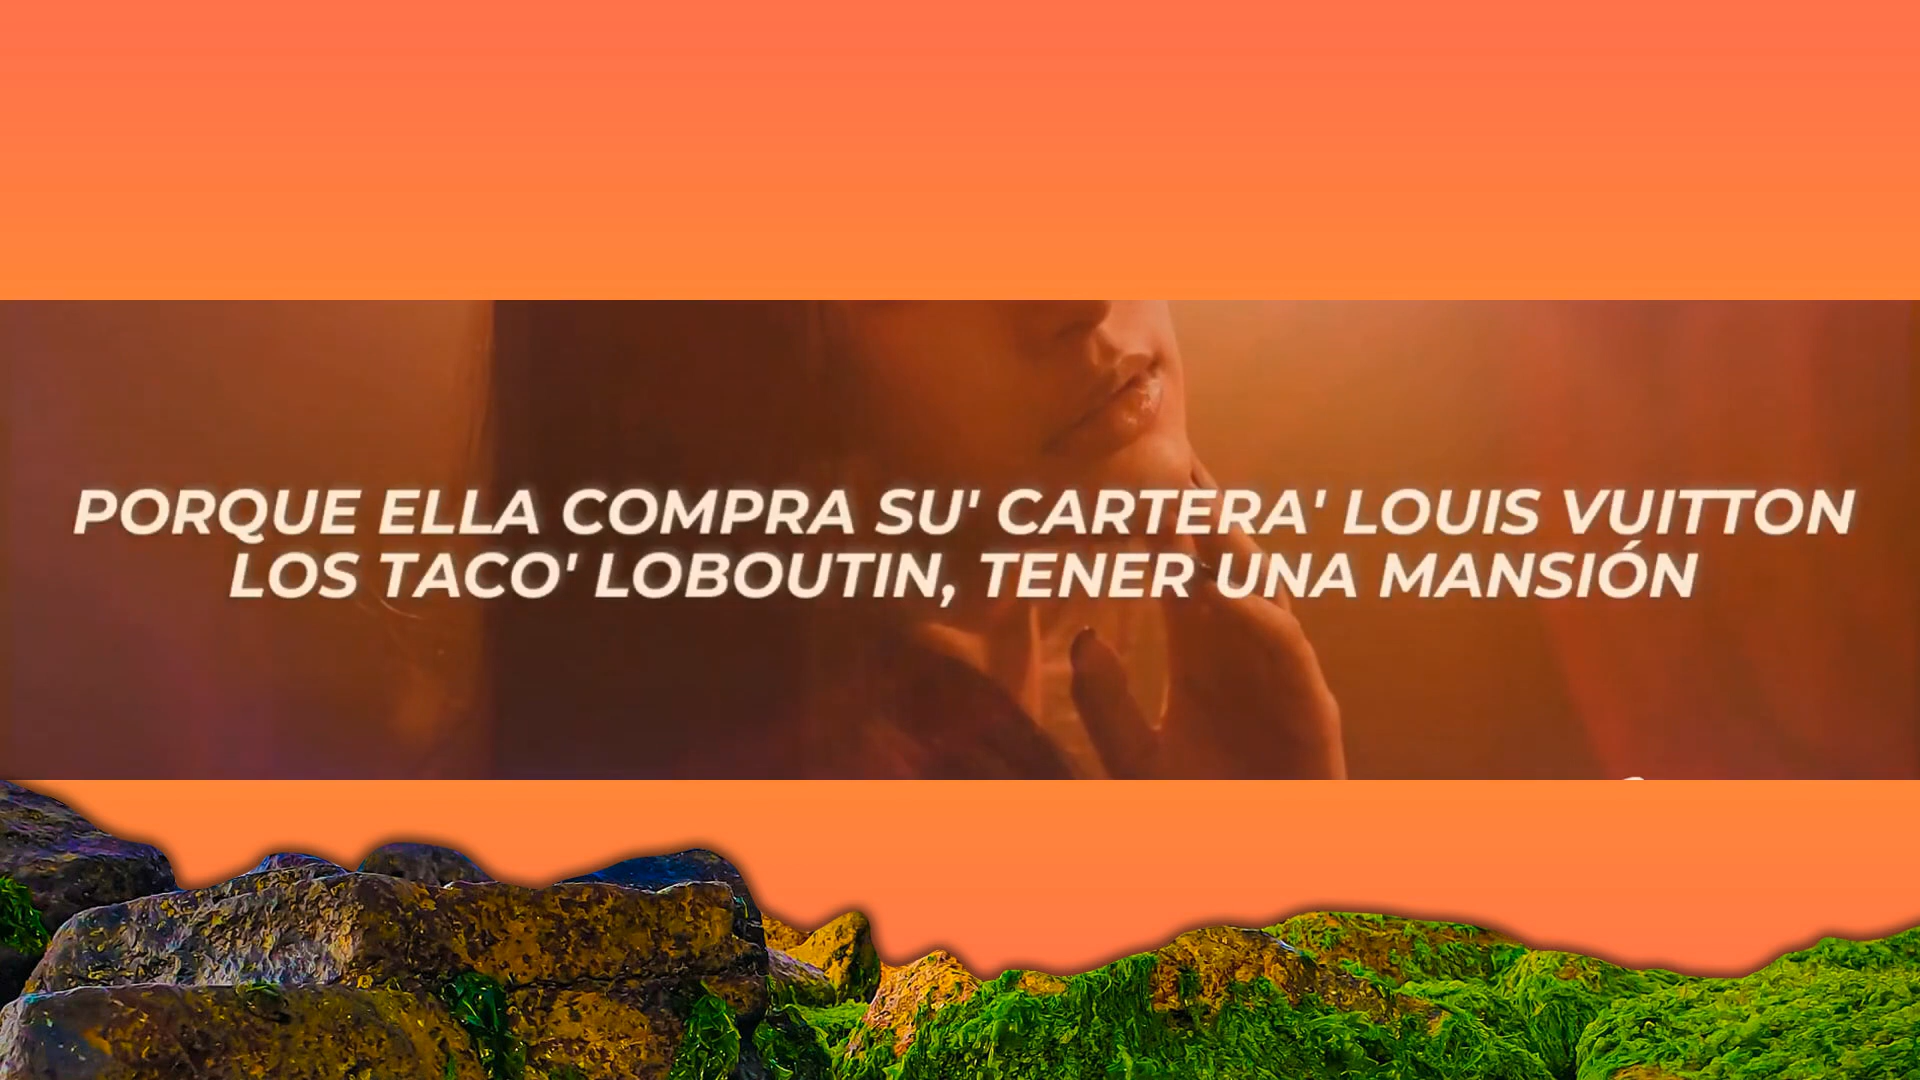 PORQUE ELLA COMPRA SU' CARTERA' LOUIS VUITTON
LOS TACO' LOBOUTIN, TENER UNA MANSIÓN